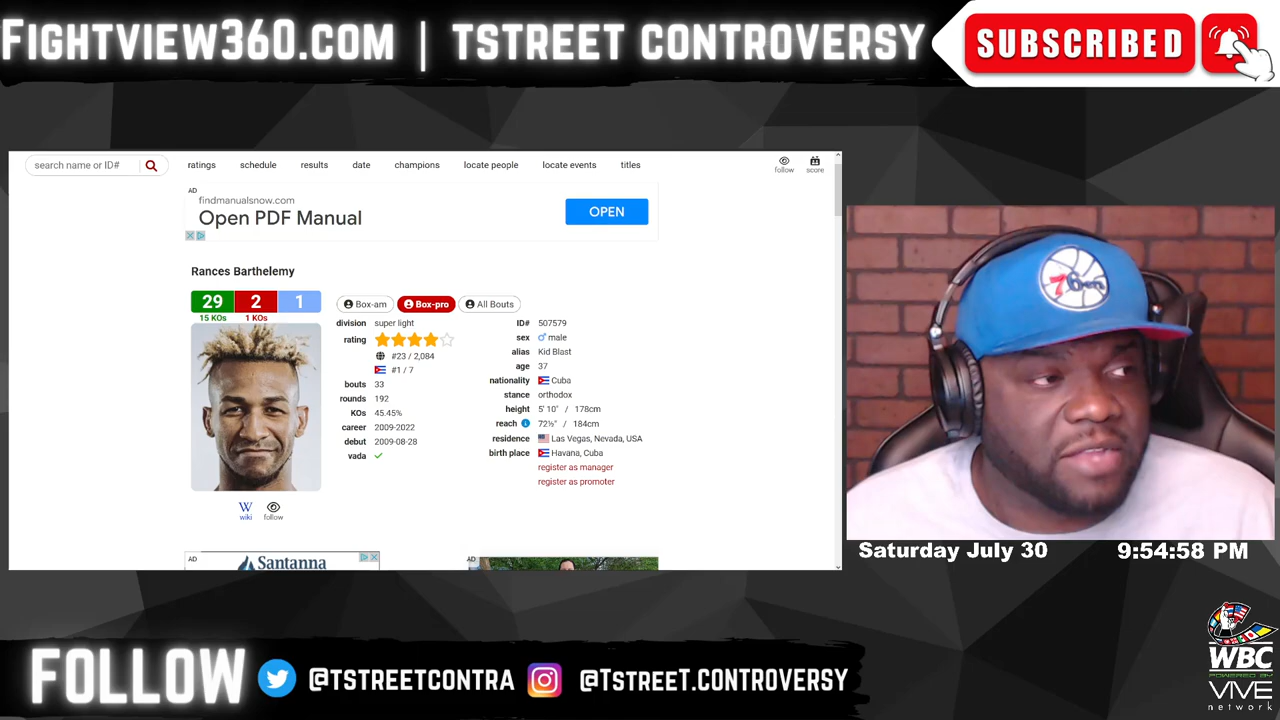 FIGHTVIEW360.COM | TSTREET CONTROVERSY
SUBSCRIBED
search name or ID#
ratings schedule results date champions locate people locate events titles
follow score
AD
findmanualsnow.com
Open PDF Manual
OPEN
Rances Barthelemy
29 2 1
15 KOs 1 KOs
Box-am Box-pro All Bouts
division super light
rating
#23 / 2,084
#1 / 7
bouts 33
rounds 192
KOs 45.45%
career 2009-2022
debut 2009-08-28
vada
ID# 507579
sex male
alias Kid Blast
age 37
nationality Cuba
stance orthodox
height 5′ 10″ / 178cm
reach 72½″ / 184cm
residence Las Vegas, Nevada, USA
birth place Havana, Cuba
register as manager
register as promoter
W
wiki follow
AD
Santanna
AD
76ers
Saturday July 30 9:54:58 PM
FOLLOW @TSTREETCONTRA @TSTREET.CONTROVERSY
WBC
POWERED BY
VIVE
network